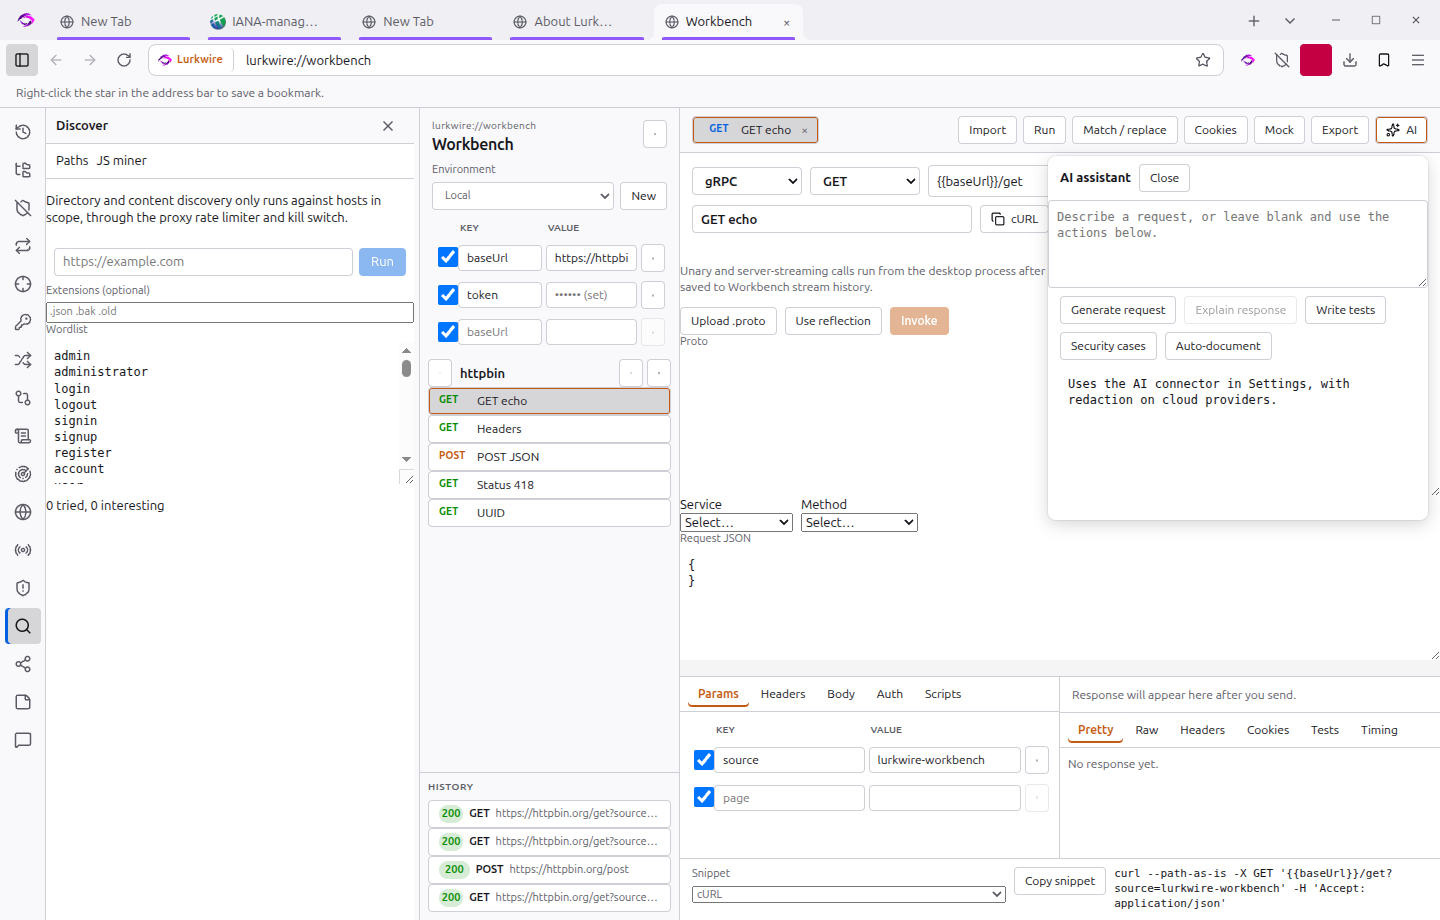 New Tab
IANA-manag…
New Tab
About Lurk…
Workbench
Lurkwire
lurkwire://workbench
Right-click the star in the address bar to save a bookmark.
Discover
Paths JS miner
Directory and content discovery only runs against hosts in
scope, through the proxy rate limiter and kill switch.
https://example.com
Run
Extensions (optional)
.json .bak .old
Wordlist
admin
administrator
login
logout
signin
signup
register
account
0 tried, 0 interesting
lurkwire://workbench
Workbench
Environment
Local
New
KEY VALUE
baseUrl https://httpbi
token •••••• (set)
baseUrl
httpbin
GET GET echo
GET Headers
POST POST JSON
GET Status 418
GET UUID
HISTORY
200 GET https://httpbin.org/get?source…
200 GET https://httpbin.org/get?source…
200 POST https://httpbin.org/post
200 GET https://httpbin.org/get?source…
GET GET echo ×
Import
Run
Match / replace
Cookies
Mock
Export
AI
gRPC
GET
{{baseUrl}}/get
GET echo
cURL
Unary and server-streaming calls run from the desktop process after
saved to Workbench stream history.
Upload .proto
Use reflection
Invoke
Proto
Service Method
Select… Select…
Request JSON
{
}
AI assistant
Close
Describe a request, or leave blank and use the
actions below.
Generate request
Explain response
Write tests
Security cases
Auto-document
Uses the AI connector in Settings, with
redaction on cloud providers.
Params Headers Body Auth Scripts
KEY VALUE
source lurkwire-workbench
page
Response will appear here after you send.
Pretty Raw Headers Cookies Tests Timing
No response yet.
Snippet
cURL
Copy snippet
curl --path-as-is -X GET '{{baseUrl}}/get?
source=lurkwire-workbench' -H 'Accept:
application/json'